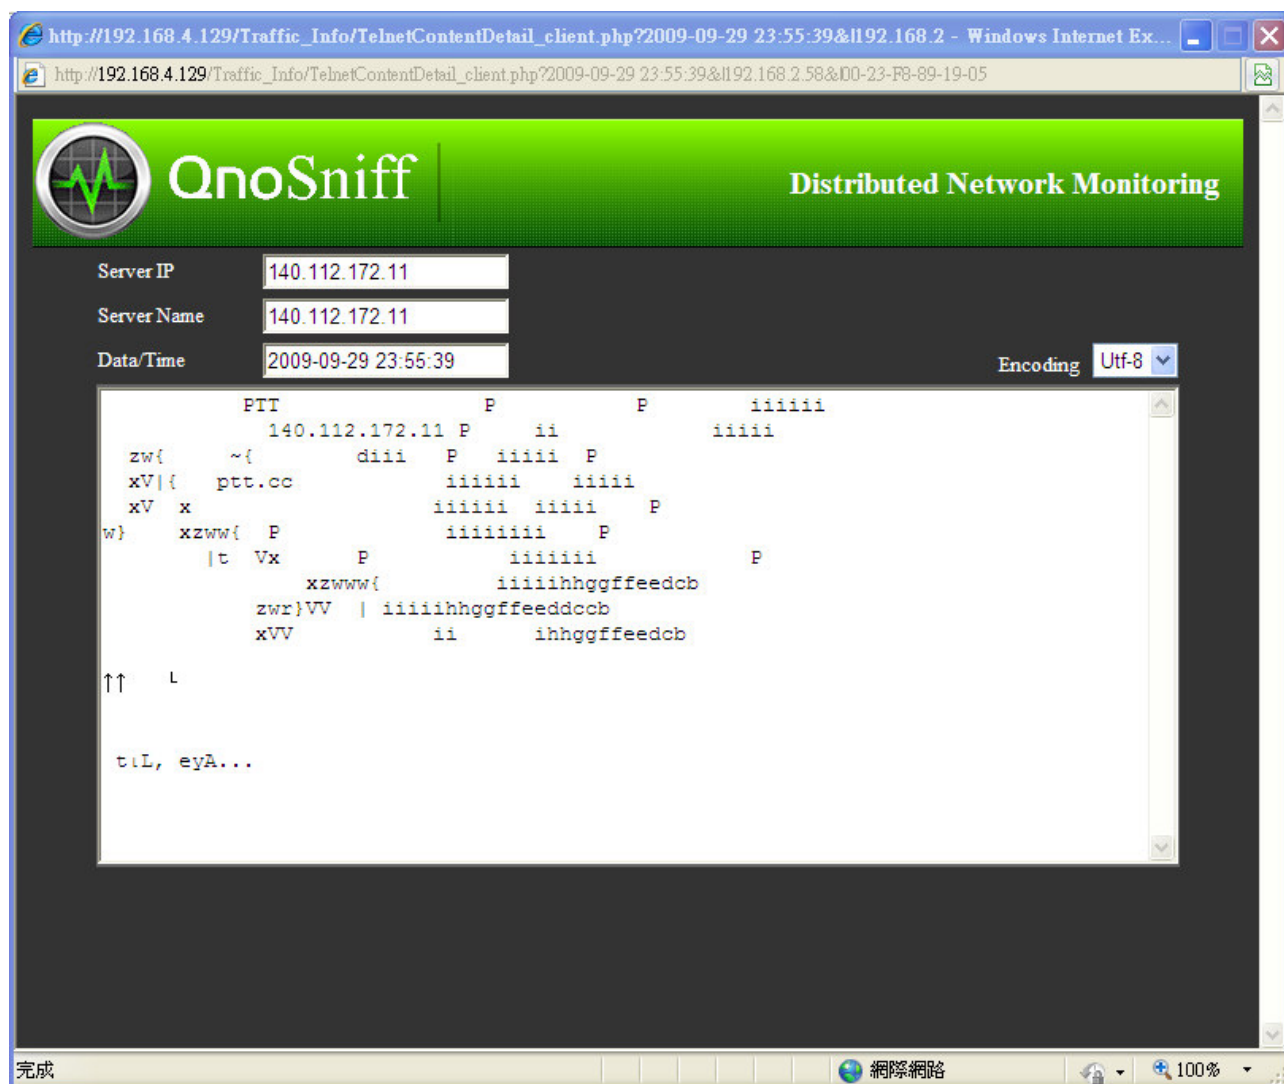 http://192.168.4.129/Traffic_Info/TelnetContentDetail_client.php?2009-09-29 23:55:39&l192.168.2 - Windows Internet Ex...
http://192.168.4.129/Traffic_Info/TelnetContentDetail_client.php?2009-09-29 23:55:39&l192.168.2.58&l00-23-F8-89-19-05
QnoSniff
Distributed Network Monitoring
Server IP 140.112.172.11
Server Name 140.112.172.11
Data/Time 2009-09-29 23:55:39
Encoding Utf-8
PTT P P iiiiii
140.112.172.11 P ii iiiii
zw{ ~{ diii P iiiii P
xV|{ ptt.cc iiiiii iiiii
xV x iiiiii iiiii P
w} xzww{ P iiiiiiii P
|t Vx P iiiiiii P
xzwww{ iiiiihhggffeedcb
zwr}VV | iiiiihhggffeeddccb
xVV ii ihhggffeedcb
↑↑ └
tιL, eyA...
完成
網際網路
100%